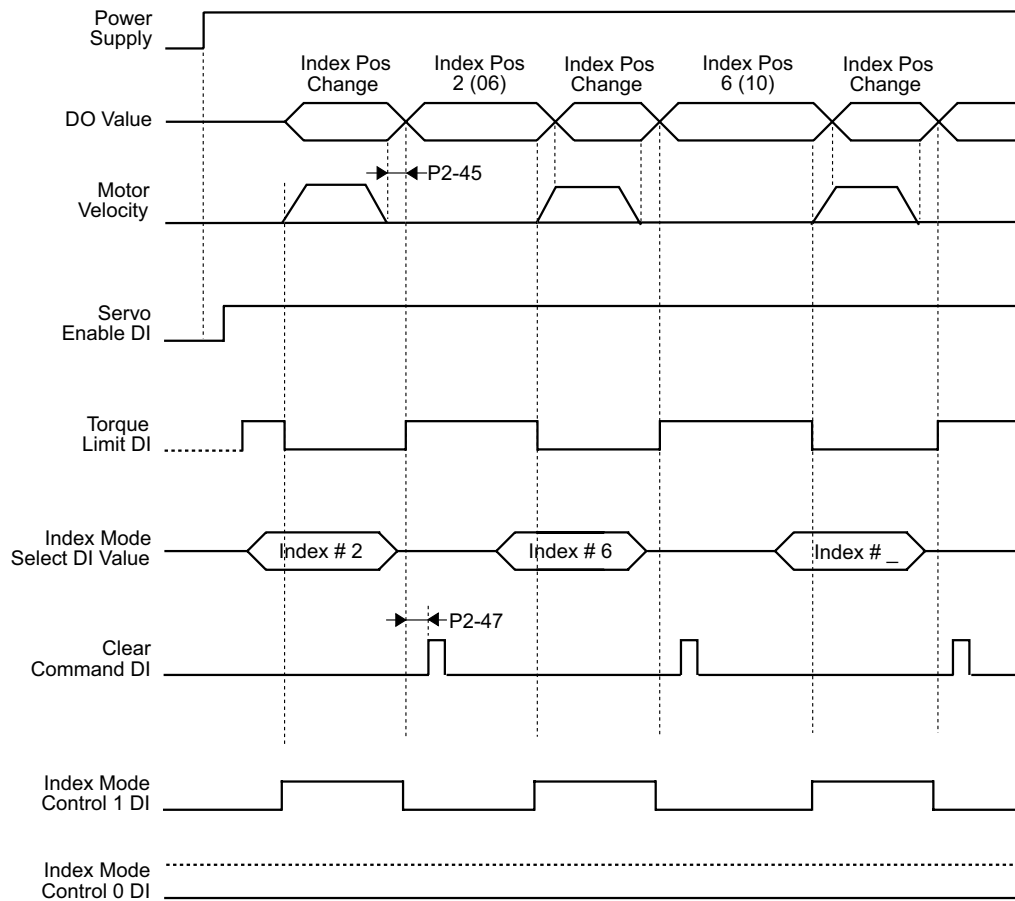 Power
Supply
Index Pos
Change
Index Pos
2 (06)
Index Pos
Change
Index Pos
6 (10)
Index Pos
Change
DO Value
P2-45
Motor
Velocity
Servo
Enable DI
Torque
Limit DI
Index Mode
Select DI Value
Index # 2
Index # 6
Index # _
P2-47
Clear
Command DI
Index Mode
Control 1 DI
Index Mode
Control 0 DI